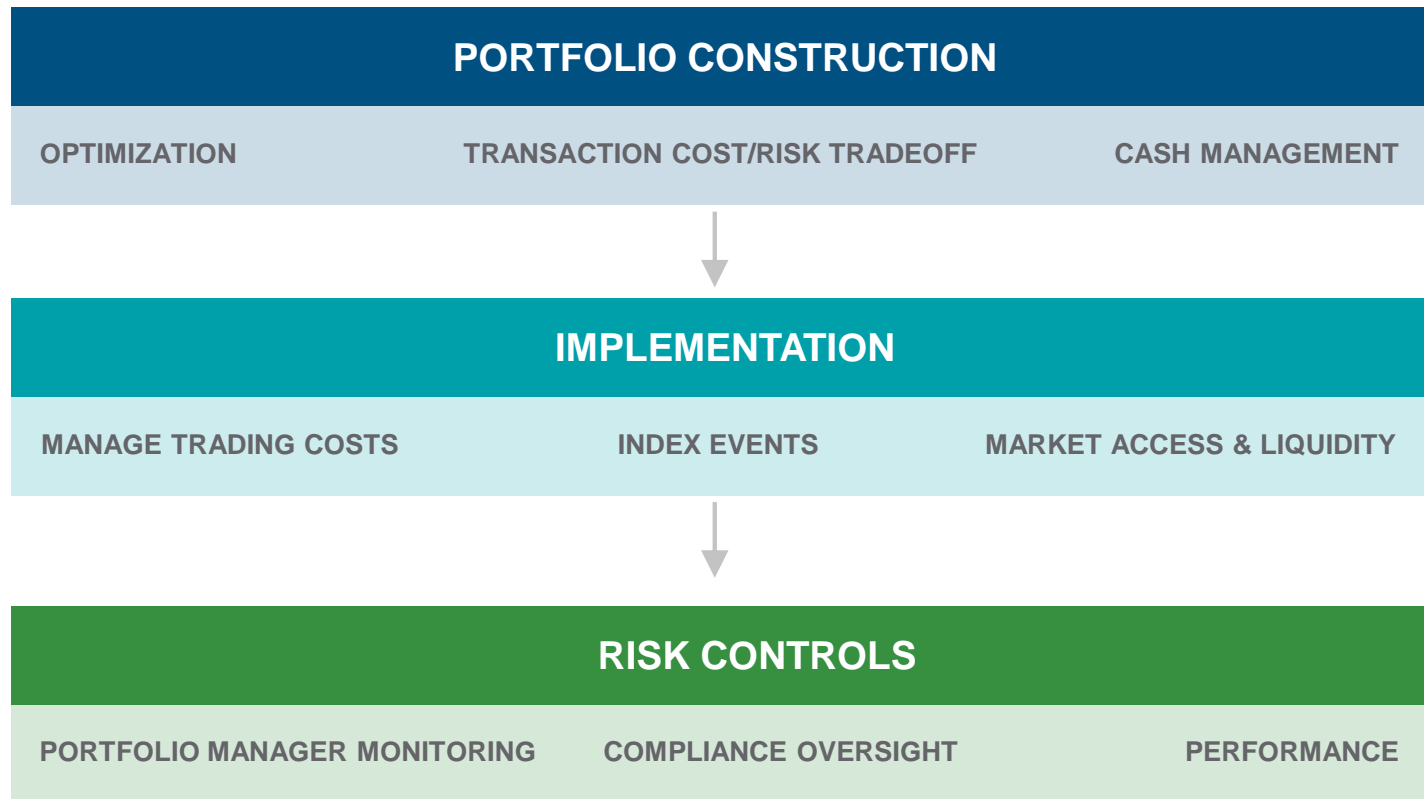 PORTFOLIO CONSTRUCTION
OPTIMIZATION TRANSACTION COST/RISK TRADEOFF CASH MANAGEMENT
IMPLEMENTATION
MANAGE TRADING COSTS INDEX EVENTS MARKET ACCESS & LIQUIDITY
RISK CONTROLS
PORTFOLIO MANAGER MONITORING COMPLIANCE OVERSIGHT PERFORMANCE